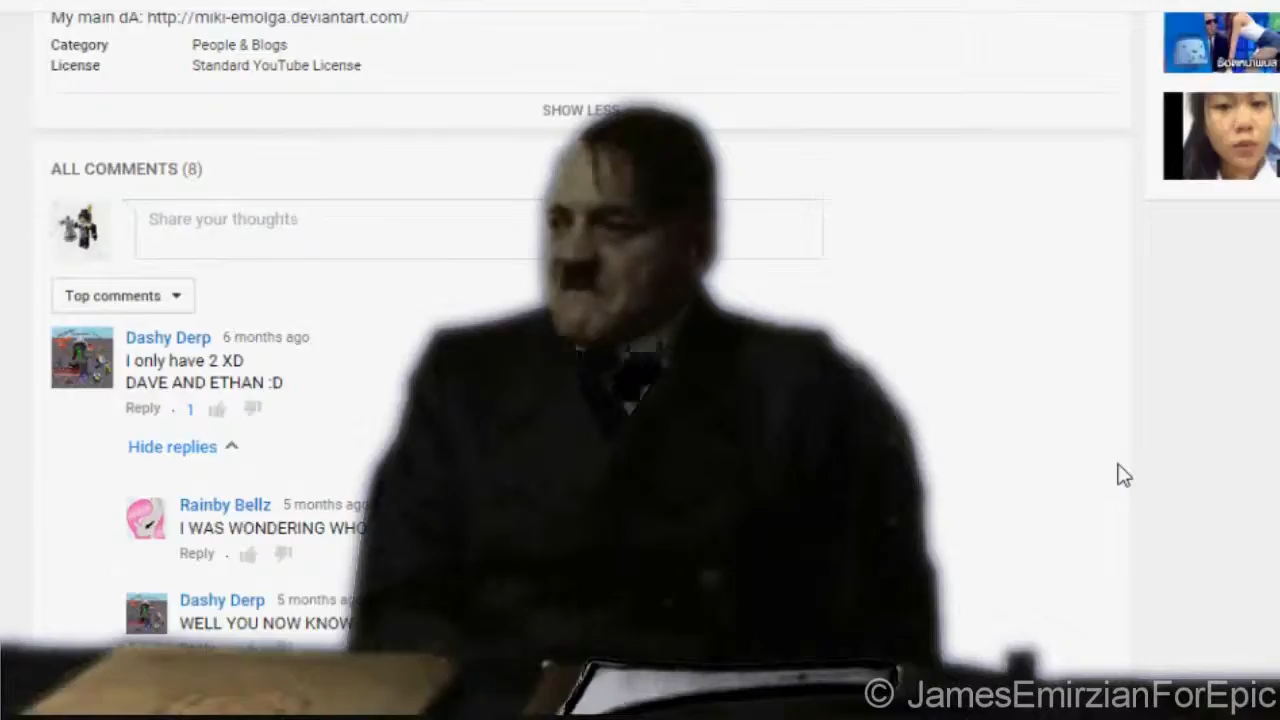 My main dA: http://miki-emolga.deviantart.com/
Category People & Blogs
License Standard YouTube License
SHOW LESS
ALL COMMENTS (8)
Share your thoughts
Top comments
Dashy Derp 6 months ago
I only have 2 XD
DAVE AND ETHAN :D
Reply . 1
Hide replies
Rainby Bellz 5 months ago
I WAS WONDERING WHO
Reply .
Dashy Derp 5 months ago
WELL YOU NOW KNOW
© JamesEmirzianForEpic